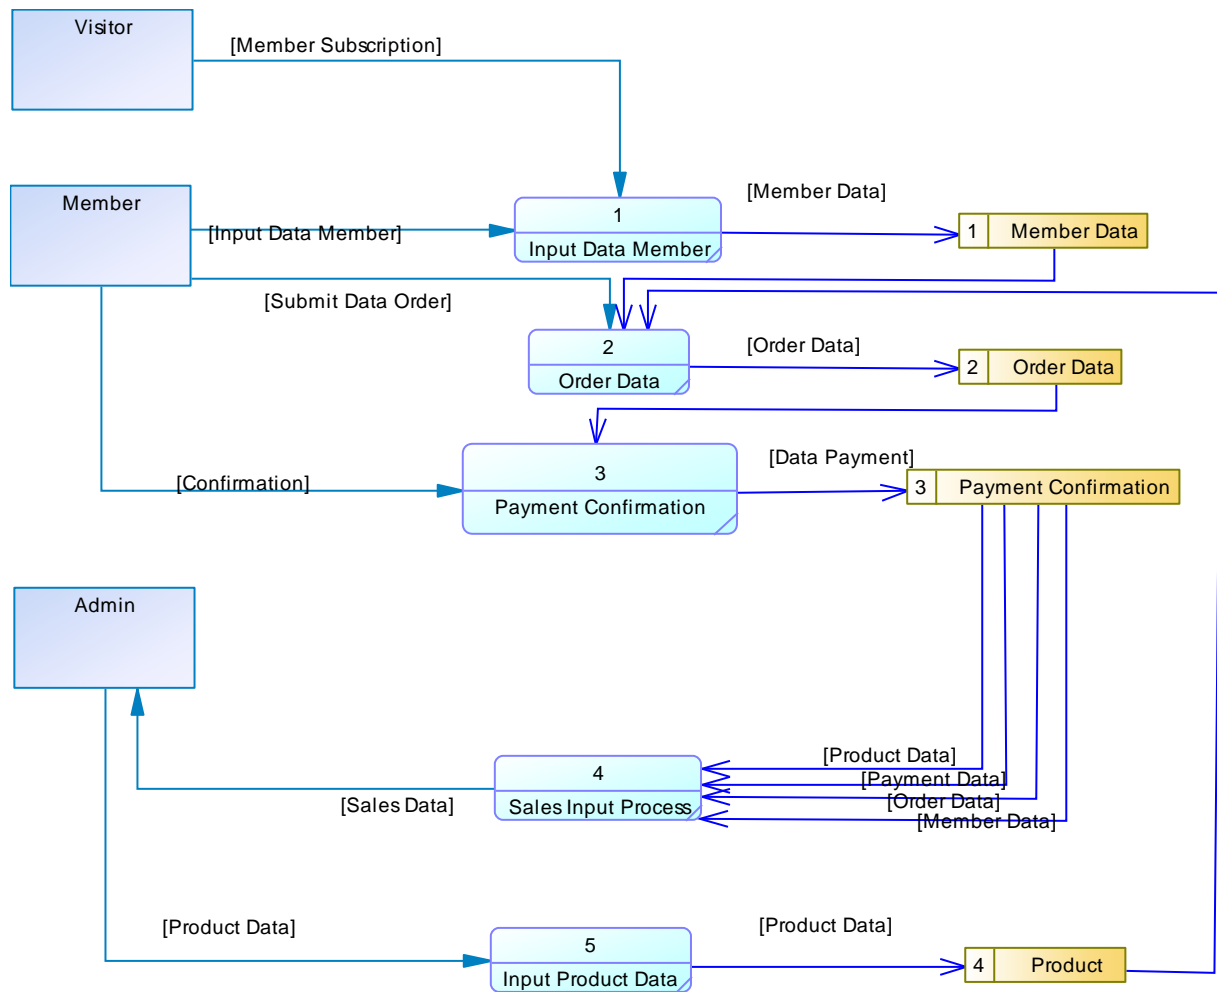 Visitor
[Member Subscription]
Member
[Input Data Member]
1
Input Data Member
[Member Data]
1 Member Data
[Submit Data Order]
2
Order Data
[Order Data]
2 Order Data
[Confirmation]
3
Payment Confirmation
[Data Payment]
3 Payment Confirmation
Admin
[Sales Data]
4
Sales Input Process
[Product Data]
[Payment Data]
[Order Data]
[Member Data]
[Product Data]
5
Input Product Data
[Product Data]
4 Product